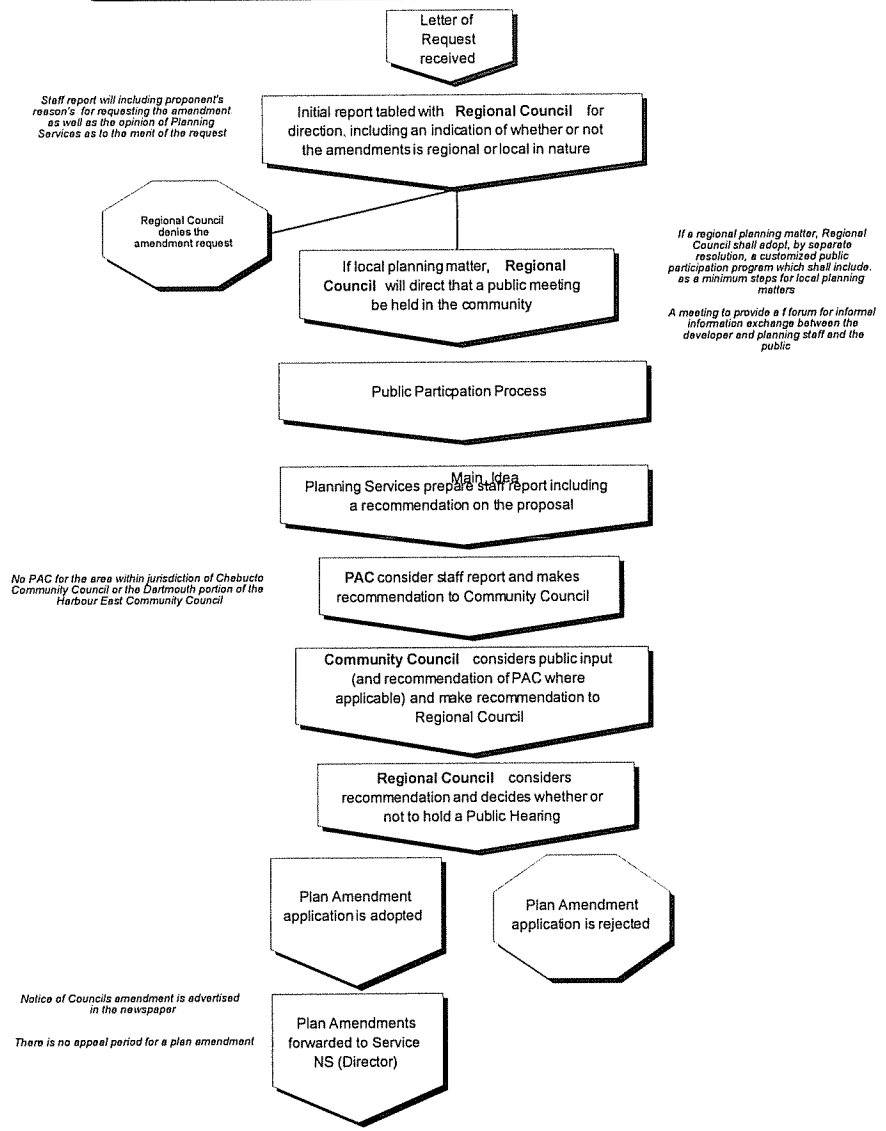 Letter of
Request
received
Staff report will including proponent's
reason's for requesting the amendment
as well as the opinion of Planning
Services as to the merit of the request
Initial report tabled with Regional Council for
direction, including an indication of whether or not
the amendments is regional or local in nature
Regional Council
denies the
amendment request
If local planning matter, Regional
Council will direct that a public meeting
be held in the community
If a regional planning matter, Regional
Council shall adopt, by separate
resolution, a customized public
participation program which shall include.
as a minimum steps for local planning
matters
A meeting to provide a f forum for informal
information exchange between the
developer and planning staff and the
public
Public Particpation Process
Main Idea
Planning Services prepare staff report including
a recommendation on the proposal
No PAC for the area within jurisdiction of Chebucto
Community Council or the Dartmouth portion of the
Harbour East Community Council
PAC consider staff report and makes
recommendation to Community Council
Community Council considers public input
(and recommendation of PAC where
applicable) and make recommendation to
Regional Council
Regional Council considers
recommendation and decides whether or
not to hold a Public Hearing
Plan Amendment
application is adopted
Plan Amendment
application is rejected
Notice of Councils amendment is advertised
in the newspaper
There is no appeal period for a plan amendment
Plan Amendments
forwarded to Service
NS (Director)